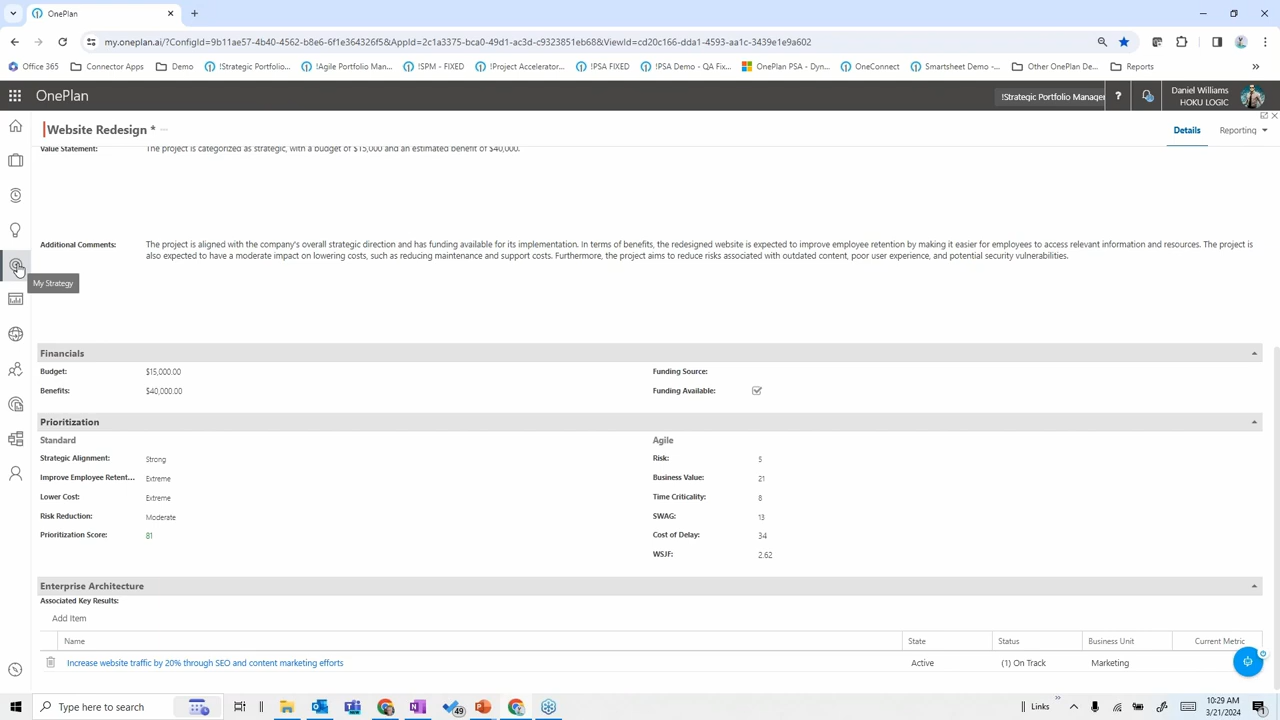 OnePlan
my.oneplan.ai/?ConfigId=9b11ae57-4b40-4562-b8e6-6f1e364326f5&AppId=2c1a3375-bca0-49d1-ac3d-c9323851eb68&ViewId=cd20c166-dda1-4593-aa1c-3439e1e9a602
Office 365 Connector Apps Demo !Strategic Portfolio... !Agile Portfolio Man... !SPM - FIXED !Project Accelerator... !PSA FIXED !PSA Demo - QA Fix... OnePlan PSA - Dyn... OneConnect Smartsheet Demo -... Other OnePlan De... Reports »
OnePlan
!Strategic Portfolio Manager
?
Daniel Williams
HOKU LOGIC
Website Redesign * ...
Details Reporting
Value Statement: The project is categorized as strategic, with a budget of $15,000 and an estimated benefit of $40,000.
Additional Comments: The project is aligned with the company's overall strategic direction and has funding available for its implementation. In terms of benefits, the redesigned website is expected to improve employee retention by making it easier for employees to access relevant information and resources. The project is
also expected to have a moderate impact on lowering costs, such as reducing maintenance and support costs. Furthermore, the project aims to reduce risks associated with outdated content, poor user experience, and potential security vulnerabilities.
My Strategy
Financials
Budget: $15,000.00 Funding Source:
Benefits: $40,000.00 Funding Available:
Prioritization
Standard Agile
Strategic Alignment: Strong Risk: 5
Improve Employee Retent... Extreme Business Value: 21
Lower Cost: Extreme Time Criticality: 8
Risk Reduction: Moderate SWAG: 13
Prioritization Score: 81 Cost of Delay: 34
WSJF: 2.62
Enterprise Architecture
Associated Key Results:
Add Item
Name State Status Business Unit Current Metric
Increase website traffic by 20% through SEO and content marketing efforts Active (1) On Track Marketing
Type here to search
49
Links
»
10:29 AM
3/21/2024